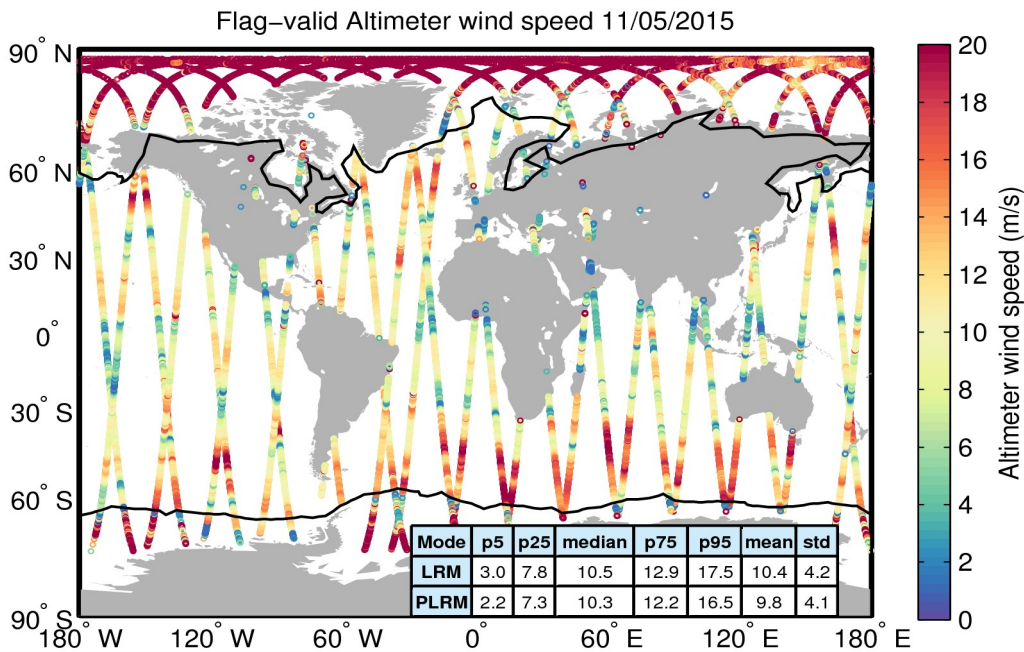 Flag−valid Altimeter wind speed 11/05/2015
90° N
60° N
30° N
0°
30° S
60° S
90° S
180° W
120° W
60° W
0°
60° E
120° E
180° E
Mode p5 p25 median p75 p95 mean std
LRM 3.0 7.8 10.5 12.9 17.5 10.4 4.2
PLRM 2.2 7.3 10.3 12.2 16.5 9.8 4.1
20
18
16
14
12
10
8
6
4
2
0
Altimeter wind speed (m/s)